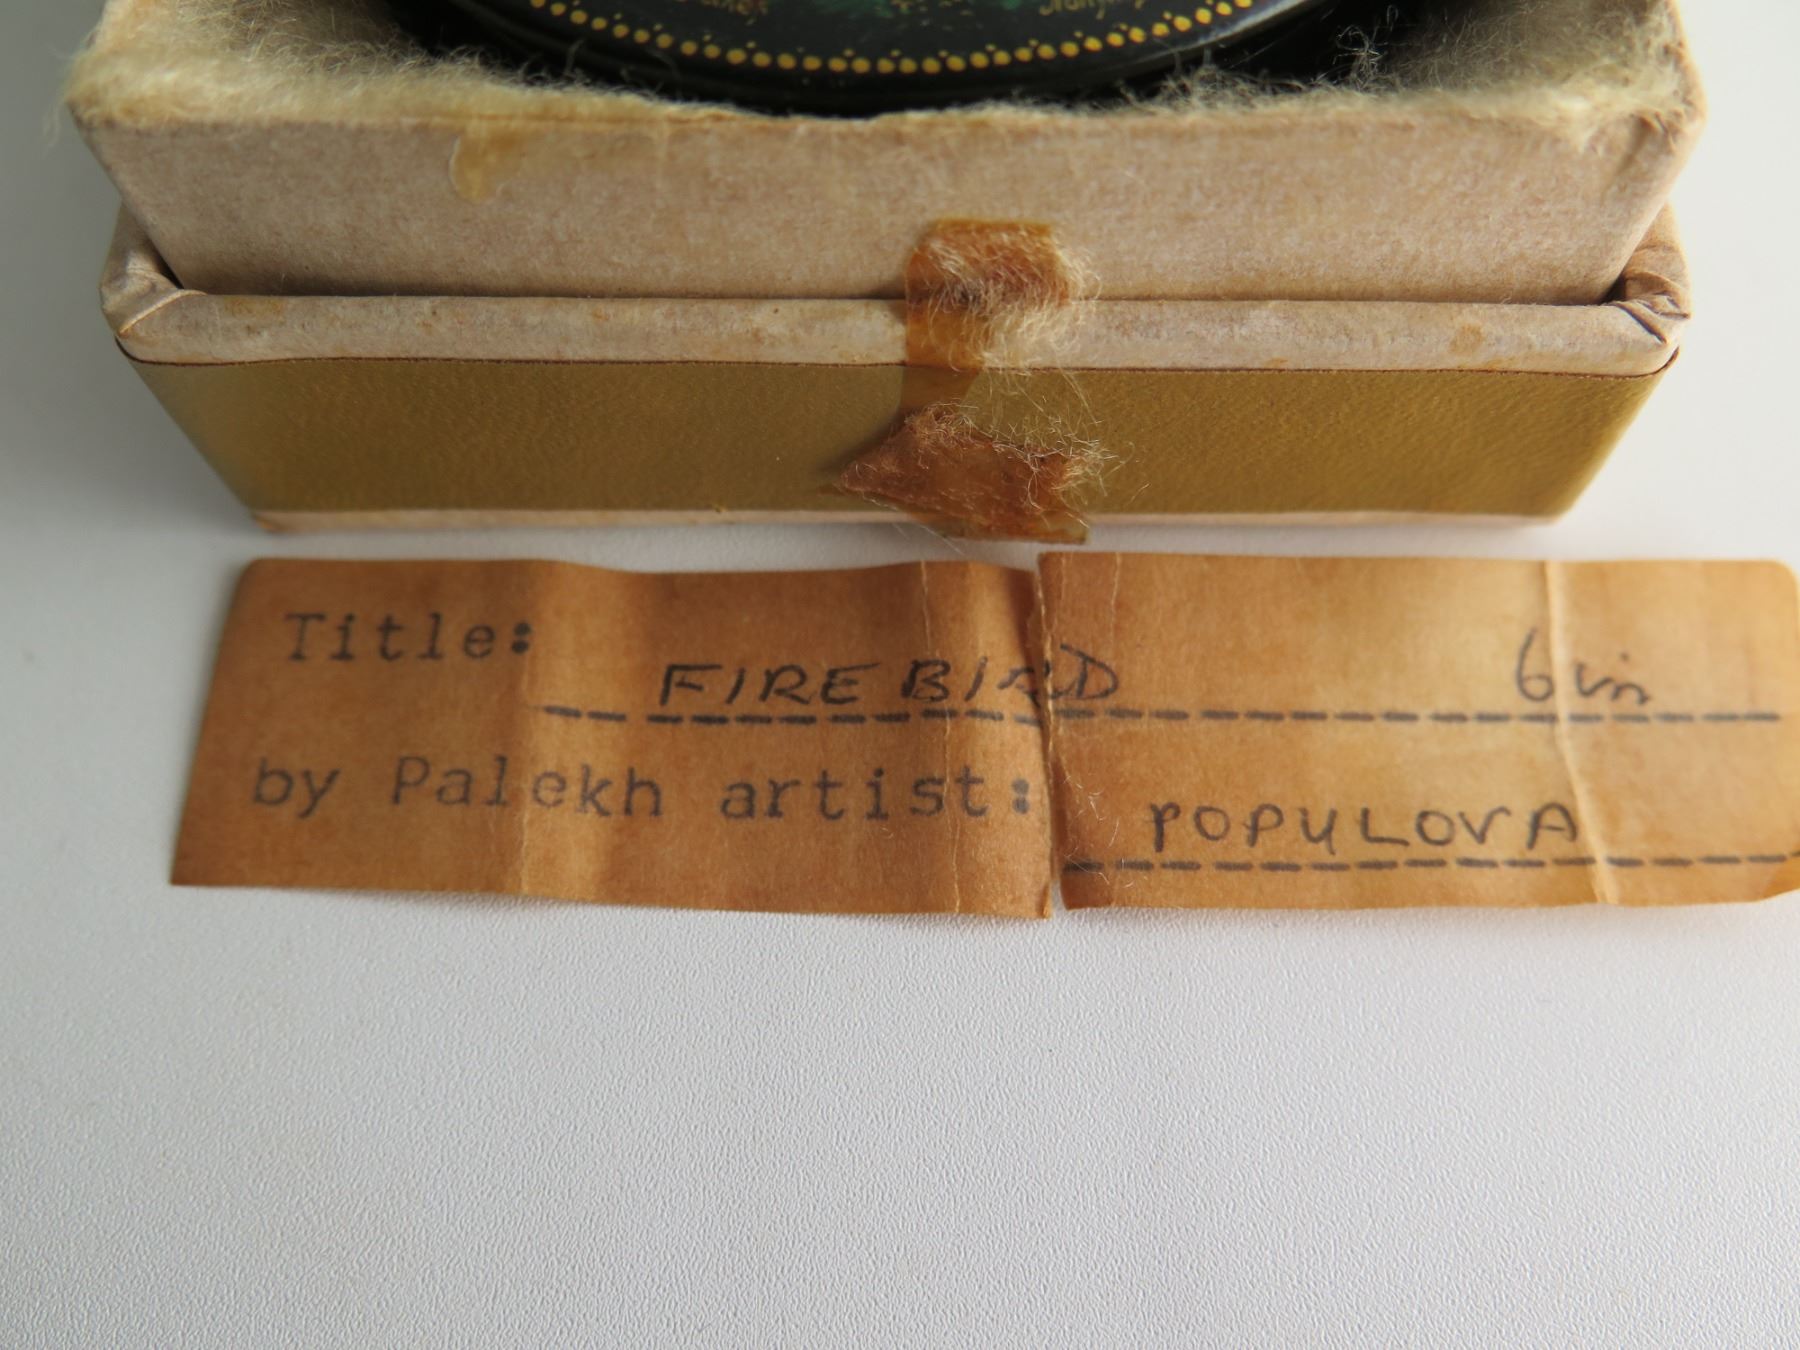 Title: FIREBIRD 6in
by Palekh artist: POPULOVA